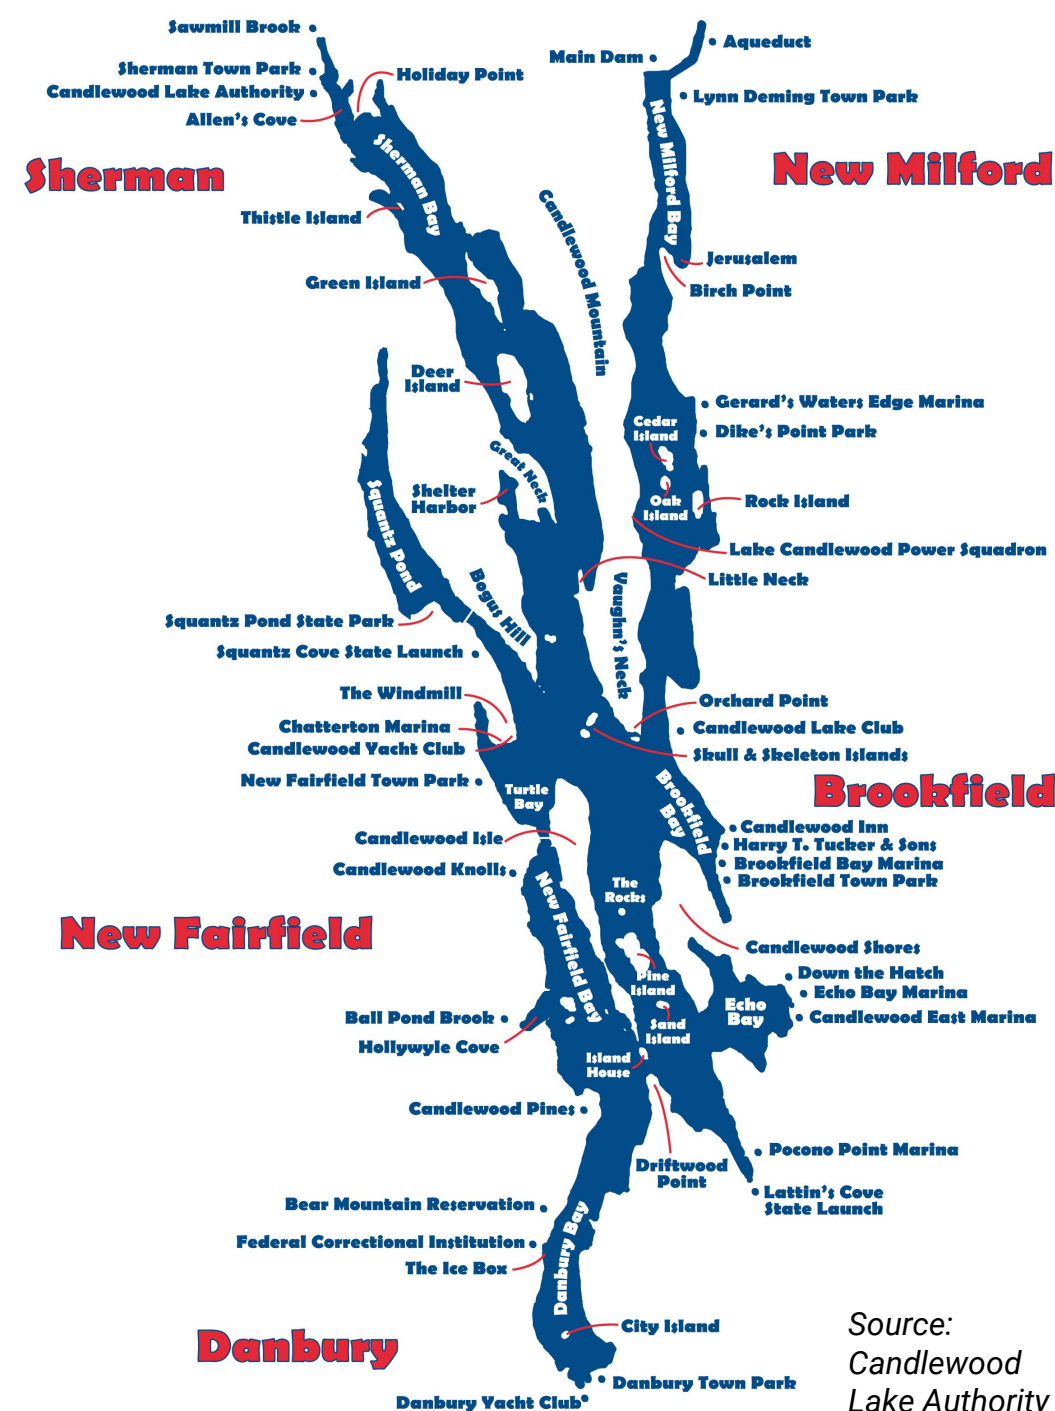 Sawmill Brook
Aqueduct
Main Dam
Sherman Town Park
Holiday Point
Candlewood Lake Authority
Lynn Deming Town Park
Allen's Cove
Sherman
New Milford
Sherman Bay
New Milford Bay
Candlewood Mountain
Thistle Island
Jerusalem
Green Island
Birch Point
Deer
Island
Gerard's Waters Edge Marina
Cedar
Island
Dike's Point Park
Great Neck
Shelter
Harbor
Oak
Island
Rock Island
Squantz Pond
Lake Candlewood Power Squadron
Little Neck
Bogus Hill
Vaughn's Neck
Squantz Pond State Park
Squantz Cove State Launch
The Windmill
Orchard Point
Chatterton Marina
Candlewood Lake Club
Candlewood Yacht Club
Skull & Skeleton Islands
New Fairfield Town Park
Turtle
Bay
Brookfield
Brookfield
Bay
Candlewood Inn
Candlewood Isle
Harry T. Tucker & Sons
Brookfield Bay Marina
Candlewood Knolls
Brookfield Town Park
The
Rocks
New Fairfield
New Fairfield Bay
Candlewood Shores
Pine
Island
Down the Hatch
Echo Bay Marina
Echo
Bay
Ball Pond Brook
Candlewood East Marina
Sand
Island
Hollywyle Cove
Island
House
Candlewood Pines
Pocono Point Marina
Driftwood
Point
Lattin's Cove
State Launch
Bear Mountain Reservation
Danbury Bay
Federal Correctional Institution
The Ice Box
City Island
Danbury
Danbury Town Park
Danbury Yacht Club
Source:
Candlewood
Lake Authority